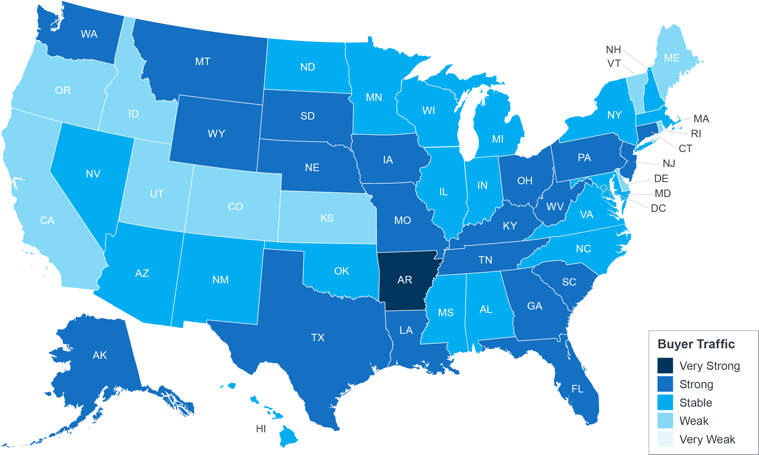 WA
MT
ND
MN
NH
VT
ME
OR
ID
SD
WI
MI
NY
MA
RI
CT
WY
NE
IA
PA
NJ
NV
UT
CO
KS
MO
IL
IN
OH
WV
KY
VA
DE
MD
DC
CA
AZ
NM
OK
AR
TN
NC
SC
MS
AL
GA
TX
LA
FL
AK
HI
Buyer Traffic
Very Strong
Strong
Stable
Weak
Very Weak